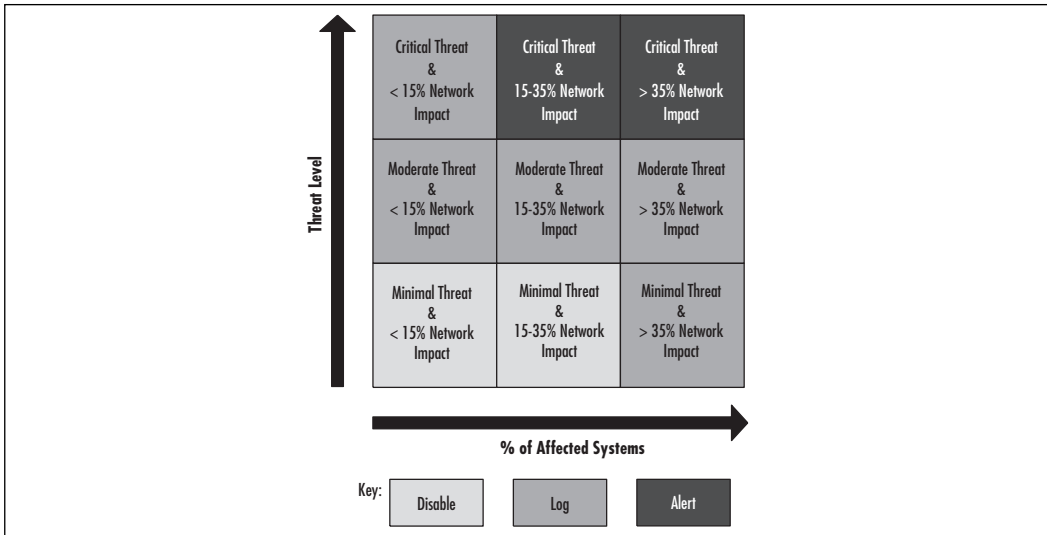 Critical Threat
&
< 15% Network
Impact
Critical Threat
&
15-35% Network
Impact
Critical Threat
&
> 35% Network
Impact
Moderate Threat
&
< 15% Network
Impact
Moderate Threat
&
15-35% Network
Impact
Moderate Threat
&
> 35% Network
Impact
Minimal Threat
&
< 15% Network
Impact
Minimal Threat
&
15-35% Network
Impact
Minimal Threat
&
> 35% Network
Impact
Threat Level
% of Affected Systems
Key:
Disable
Log
Alert